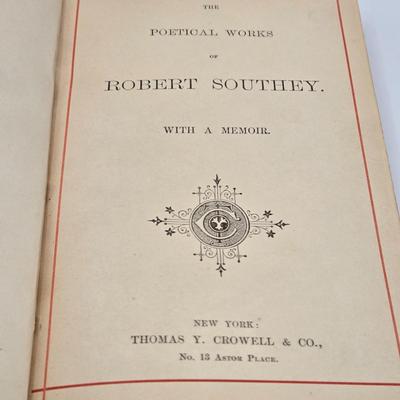 THE
POETICAL WORKS
OF
ROBERT SOUTHEY.
WITH A MEMOIR.
NEW YORK:
THOMAS Y. CROWELL & CO.,
No. 13 Astor Place.